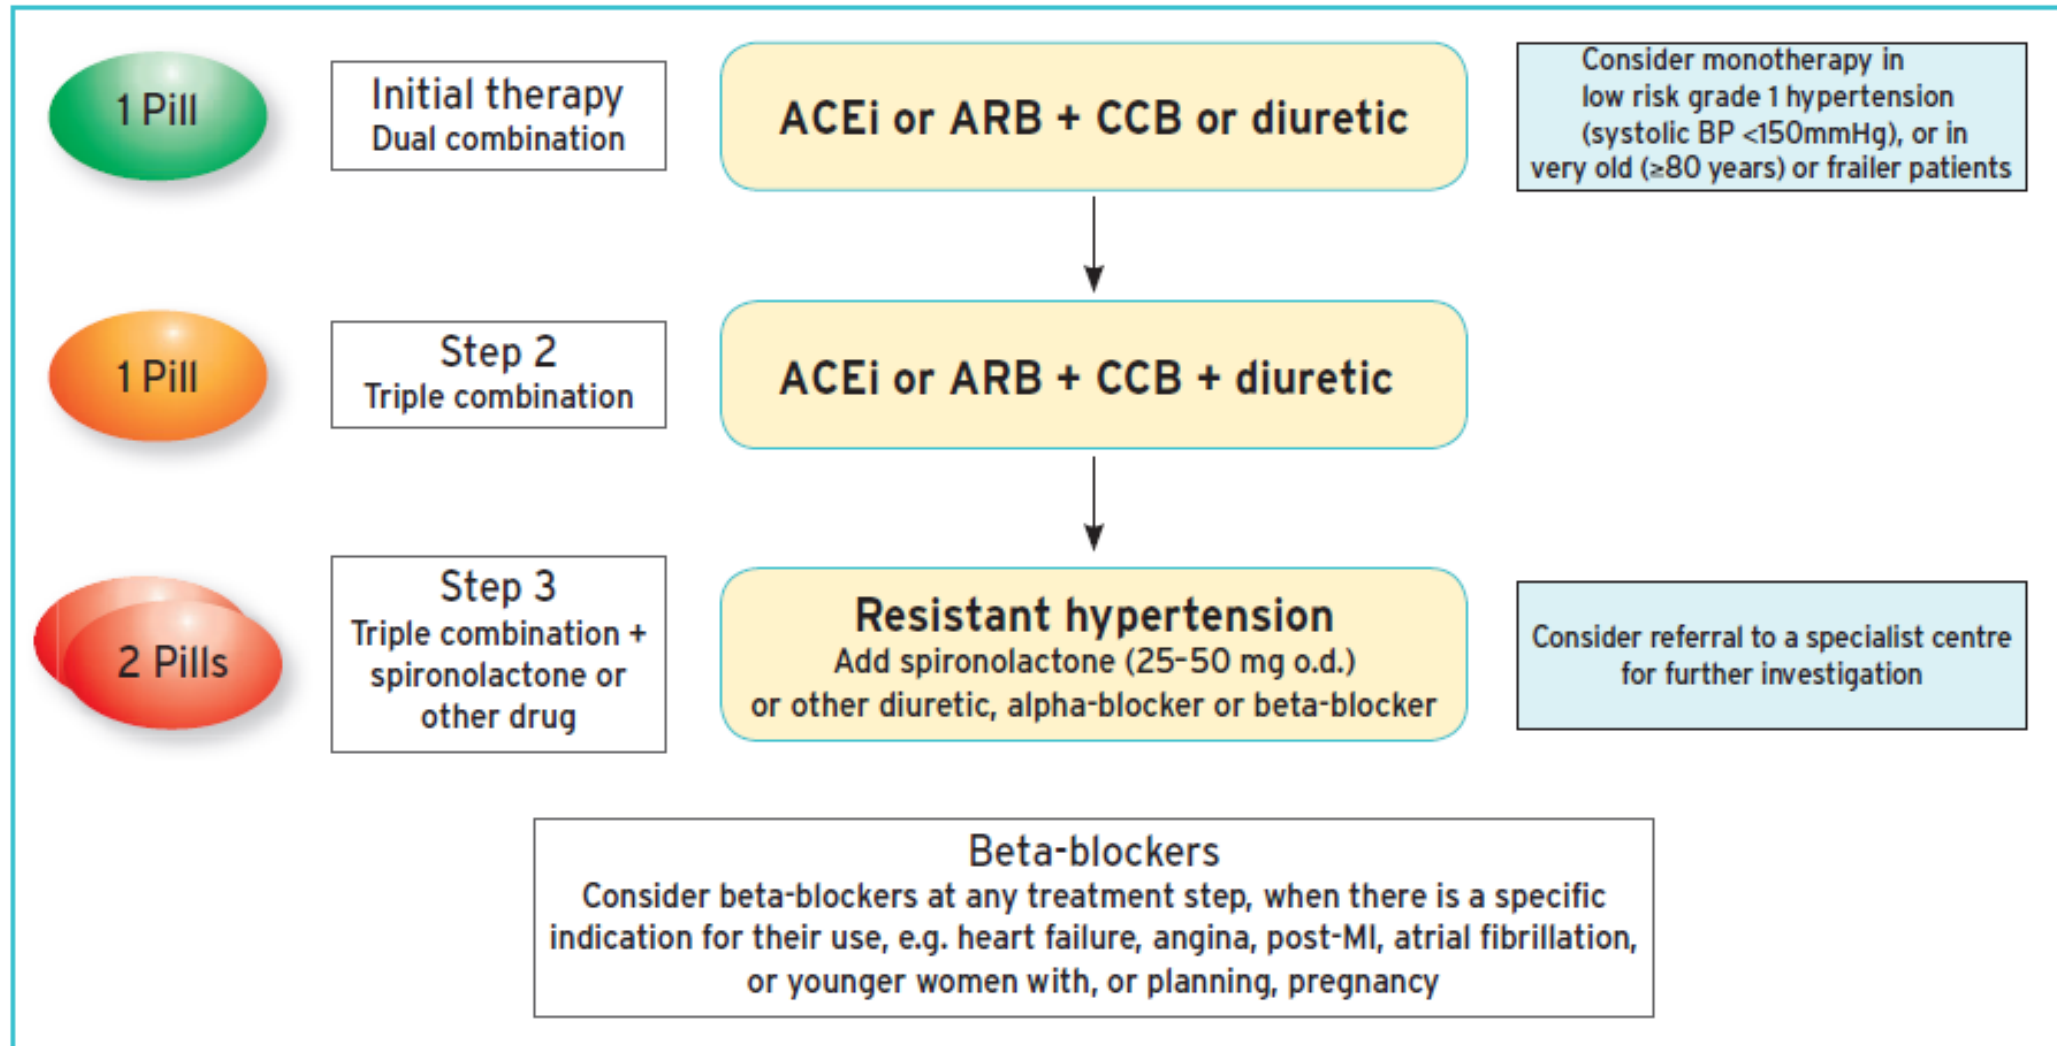 1 Pill
Initial therapy
Dual combination
ACEi or ARB + CCB or diuretic
Consider monotherapy in
low risk grade 1 hypertension
(systolic BP <150mmHg), or in
very old (≥80 years) or frailer patients
1 Pill
Step 2
Triple combination
ACEi or ARB + CCB + diuretic
2 Pills
Step 3
Triple combination +
spironolactone or
other drug
Resistant hypertension
Add spironolactone (25-50 mg o.d.)
or other diuretic, alpha-blocker or beta-blocker
Consider referral to a specialist centre
for further investigation
Beta-blockers
Consider beta-blockers at any treatment step, when there is a specific
indication for their use, e.g. heart failure, angina, post-MI, atrial fibrillation,
or younger women with, or planning, pregnancy